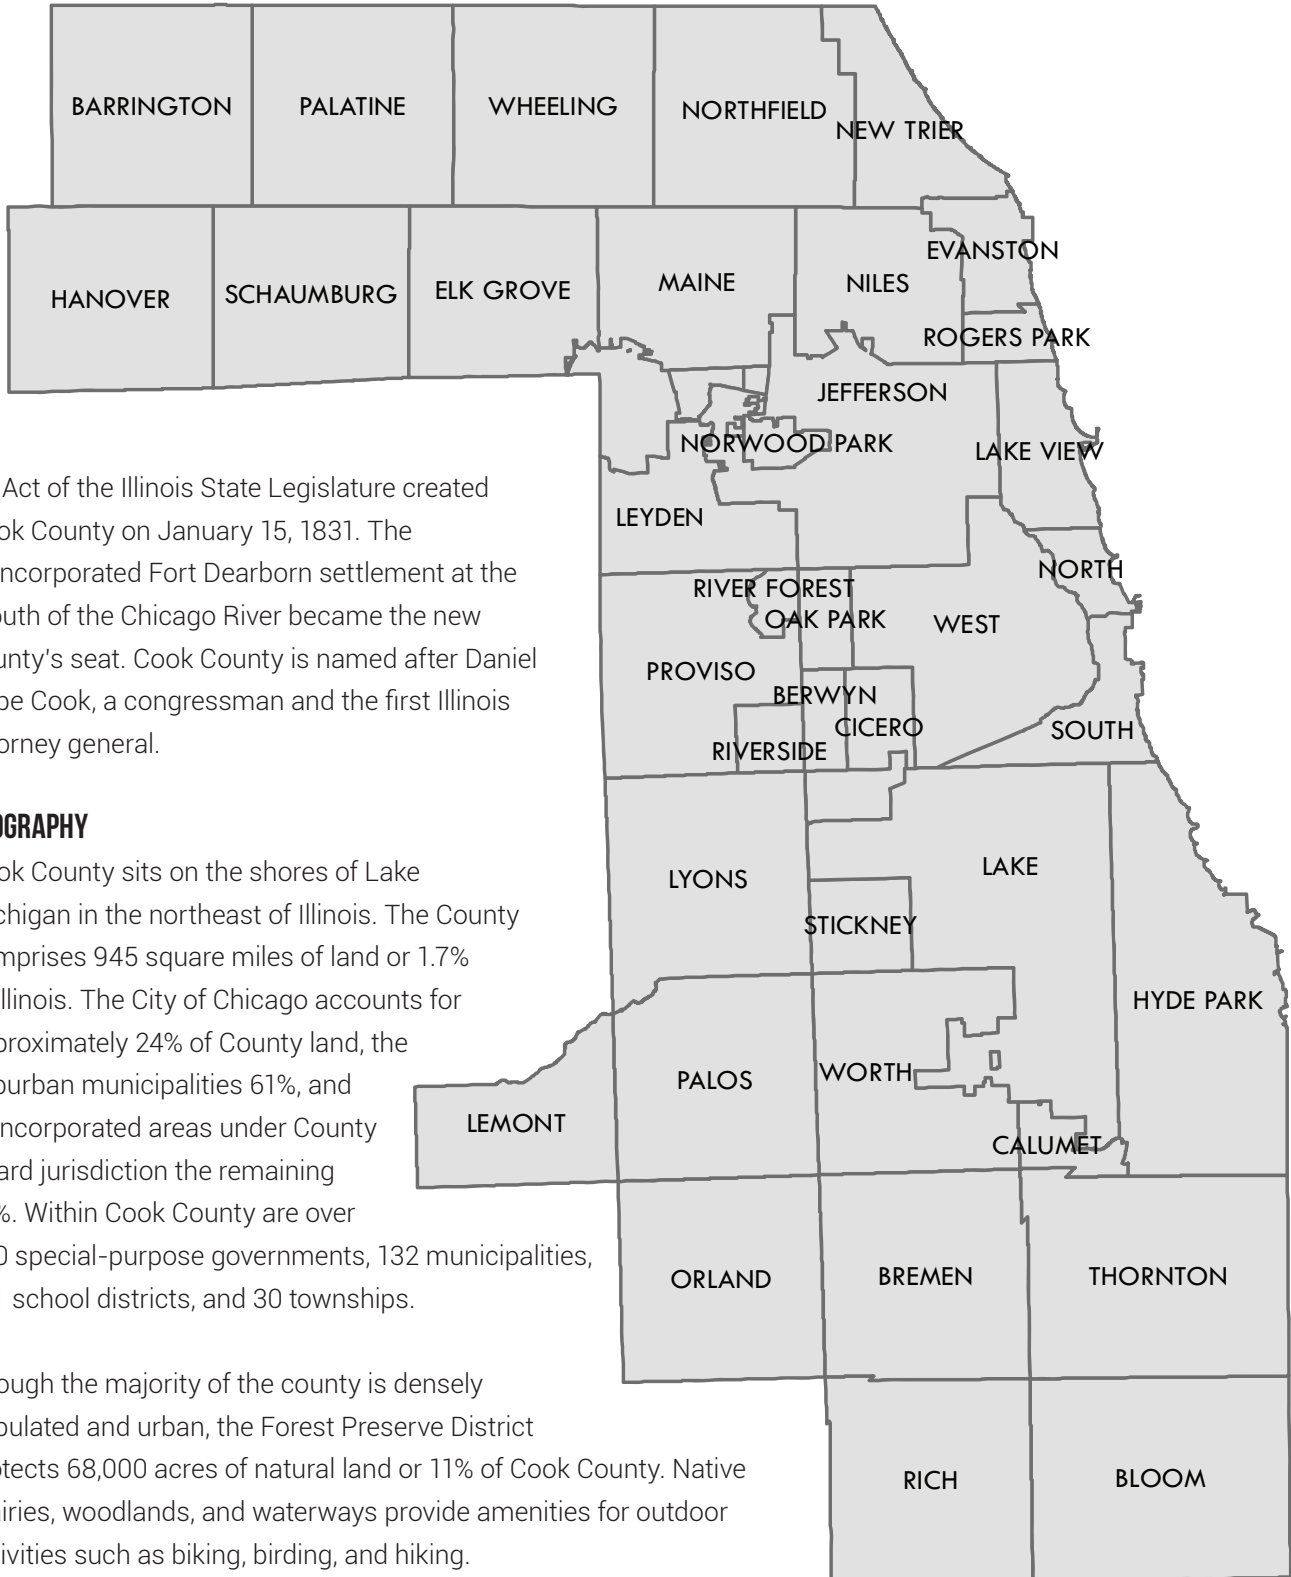 BARRINGTON
PALATINE
WHEELING
NORTHFIELD
NEW TRIER
HANOVER
SCHAUMBURG
ELK GROVE
MAINE
NILES
EVANSTON
ROGERS PARK
JEFFERSON
NORWOOD PARK
LAKE VIEW
LEYDEN
NORTH
RIVER FOREST
OAK PARK
WEST
PROVISO
BERWYN
CICERO
RIVERSIDE
SOUTH
LYONS
LAKE
STICKNEY
HYDE PARK
PALOS
WORTH
LEMONT
CALUMET
ORLAND
BREMEN
THORNTON
RICH
BLOOM
Act of the Illinois State Legislature created
ok County on January 15, 1831. The
incorporated Fort Dearborn settlement at the
outh of the Chicago River became the new
unty's seat. Cook County is named after Daniel
pe Cook, a congressman and the first Illinois
orney general.
OGRAPHY
ok County sits on the shores of Lake
chigan in the northeast of Illinois. The County
mprises 945 square miles of land or 1.7%
Illinois. The City of Chicago accounts for
proximately 24% of County land, the
burban municipalities 61%, and
incorporated areas under County
ard jurisdiction the remaining
%. Within Cook County are over
0 special-purpose governments, 132 municipalities,
school districts, and 30 townships.
ough the majority of the county is densely
pulated and urban, the Forest Preserve District
otects 68,000 acres of natural land or 11% of Cook County. Native
airies, woodlands, and waterways provide amenities for outdoor
tivities such as biking, birding, and hiking.